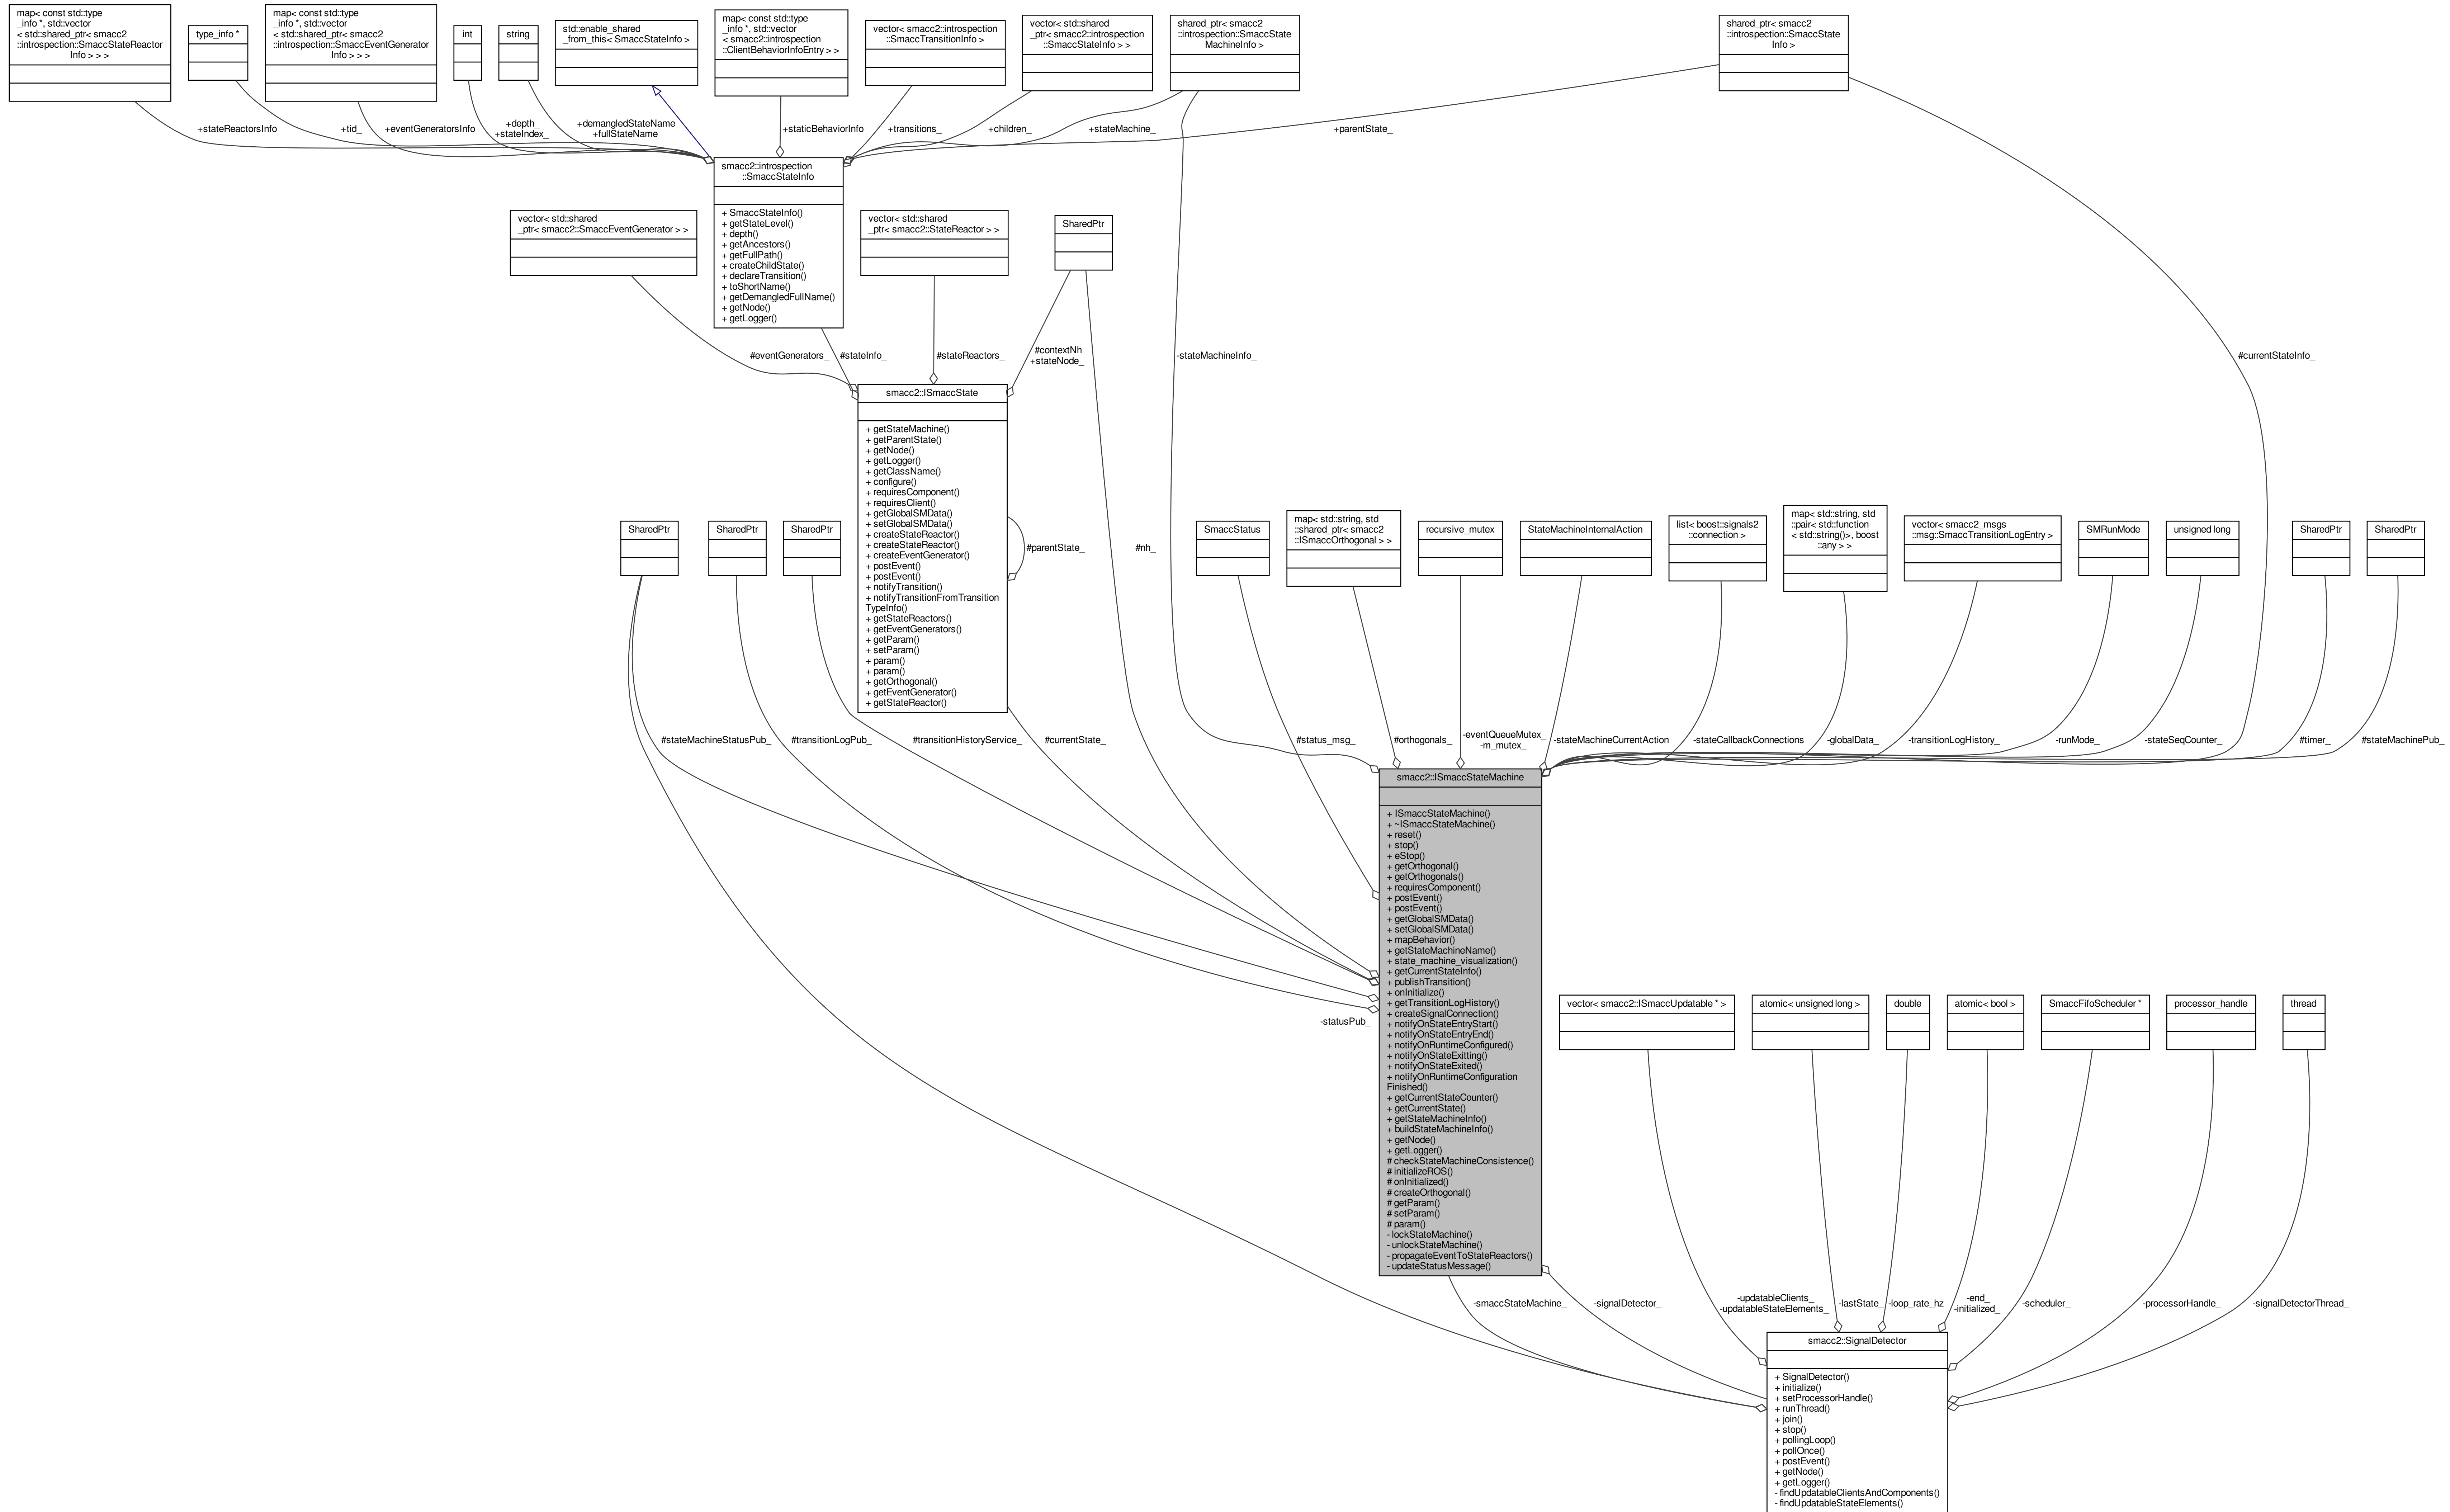 map< const std::type
_info *, std::vector
< std::shared_ptr< smacc2
::introspection::SmaccStateReactor
Info > > >
type_info *
map< const std::type
_info *, std::vector
< std::shared_ptr< smacc2
::introspection::SmaccEventGenerator
Info > > >
int
string
std::enable_shared
_from_this< SmaccStateInfo >
map< const std::type
_info *, std::vector
< smacc2::introspection
::ClientBehaviorInfoEntry > >
vector< smacc2::introspection
::SmaccTransitionInfo >
vector< std::shared
_ptr< smacc2::introspection
::SmaccStateInfo > >
shared_ptr< smacc2
::introspection::SmaccState
MachineInfo >
shared_ptr< smacc2
::introspection::SmaccState
Info >
+stateReactorsInfo
+tid_
+eventGeneratorsInfo
+depth_
+stateIndex_
+demangledStateName
+fullStateName
+staticBehaviorInfo
+transitions_
+children_
+stateMachine_
+parentState_
smacc2::introspection
::SmaccStateInfo
+ SmaccStateInfo()
+ getStateLevel()
+ depth()
+ getAncestors()
+ getFullPath()
+ createChildState()
+ declareTransition()
+ toShortName()
+ getDemangledFullName()
+ getNode()
+ getLogger()
vector< std::shared
_ptr< smacc2::SmaccEventGenerator > >
vector< std::shared
_ptr< smacc2::StateReactor > >
SharedPtr
#eventGenerators_
#stateInfo_
#stateReactors_
#contextNh
+stateNode_
-stateMachineInfo_
#currentStateInfo_
smacc2::ISmaccState
+ getStateMachine()
+ getParentState()
+ getNode()
+ getLogger()
+ getClassName()
+ configure()
+ requiresComponent()
+ requiresClient()
+ getGlobalSMData()
+ setGlobalSMData()
+ createStateReactor()
+ createStateReactor()
+ createEventGenerator()
+ postEvent()
+ postEvent()
+ notifyTransition()
+ notifyTransitionFromTransition
TypeInfo()
+ getStateReactors()
+ getEventGenerators()
+ getParam()
+ setParam()
+ param()
+ param()
+ getOrthogonal()
+ getEventGenerator()
+ getStateReactor()
#parentState_
#nh_
SharedPtr
SharedPtr
SharedPtr
SmaccStatus
map< std::string, std
::shared_ptr< smacc2
::ISmaccOrthogonal > >
recursive_mutex
StateMachineInternalAction
list< boost::signals2
::connection >
map< std::string, std
::pair< std::function
< std::string()>, boost
::any > >
vector< smacc2_msgs
::msg::SmaccTransitionLogEntry >
SMRunMode
unsigned long
SharedPtr
SharedPtr
#stateMachineStatusPub_
#transitionLogPub_
#transitionHistoryService_
#currentState_
#status_msg_
#orthogonals_
-eventQueueMutex_
-m_mutex_
-stateMachineCurrentAction
-stateCallbackConnections
-globalData_
-transitionLogHistory_
-runMode_
-stateSeqCounter_
#timer_
#stateMachinePub_
smacc2::ISmaccStateMachine
+ ISmaccStateMachine()
+ ~ISmaccStateMachine()
+ reset()
+ stop()
+ eStop()
+ getOrthogonal()
+ getOrthogonals()
+ requiresComponent()
+ postEvent()
+ postEvent()
+ getGlobalSMData()
+ setGlobalSMData()
+ mapBehavior()
+ getStateMachineName()
+ state_machine_visualization()
+ getCurrentStateInfo()
+ publishTransition()
+ onInitialize()
+ getTransitionLogHistory()
+ createSignalConnection()
+ notifyOnStateEntryStart()
+ notifyOnStateEntryEnd()
+ notifyOnRuntimeConfigured()
+ notifyOnStateExitting()
+ notifyOnStateExited()
+ notifyOnRuntimeConfiguration
Finished()
+ getCurrentStateCounter()
+ getCurrentState()
+ getStateMachineInfo()
+ buildStateMachineInfo()
+ getNode()
+ getLogger()
# checkStateMachineConsistence()
# initializeROS()
# onInitialized()
# createOrthogonal()
# getParam()
# setParam()
# param()
- lockStateMachine()
- unlockStateMachine()
- propagateEventToStateReactors()
- updateStatusMessage()
-statusPub_
vector< smacc2::ISmaccUpdatable * >
atomic< unsigned long >
double
atomic< bool >
SmaccFifoScheduler *
processor_handle
thread
-smaccStateMachine_
-signalDetector_
-updatableClients_
-updatableStateElements_
-lastState_
-loop_rate_hz
-end_
-initialized_
-scheduler_
-processorHandle_
-signalDetectorThread_
smacc2::SignalDetector
+ SignalDetector()
+ initialize()
+ setProcessorHandle()
+ runThread()
+ join()
+ stop()
+ pollingLoop()
+ pollOnce()
+ postEvent()
+ getNode()
+ getLogger()
- findUpdatableClientsAndComponents()
- findUpdatableStateElements()